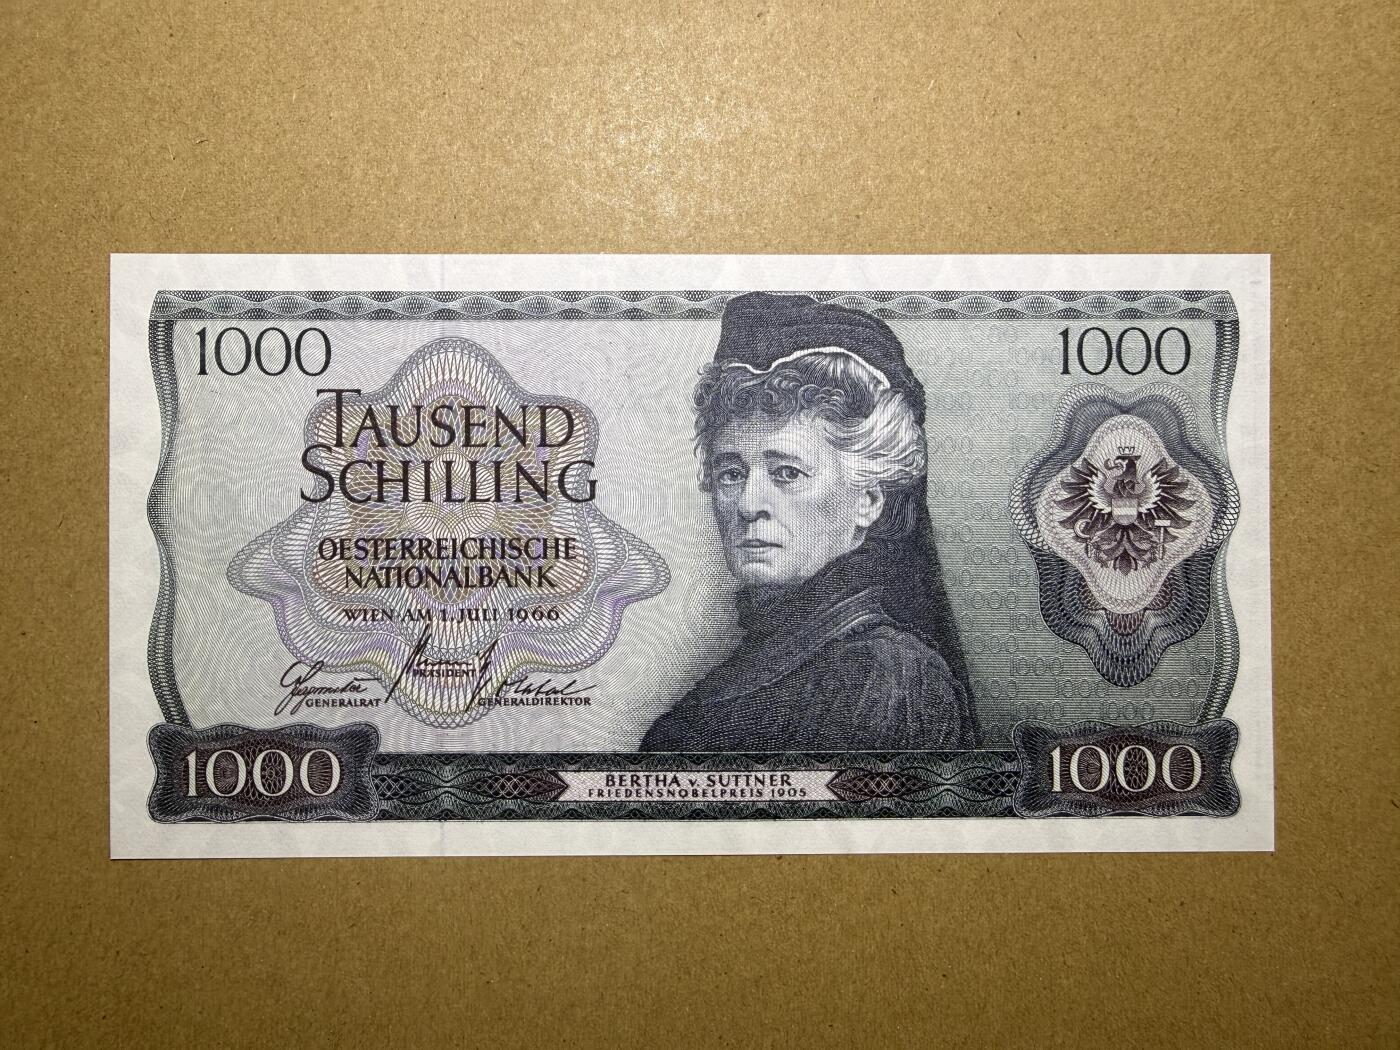 1000
1000
TAUSEND
SCHILLING
OESTERREICHISCHE
NATIONALBANK
WIEN·AM 1. JULI 1966
PRÄSIDENT
GENERALRAT
GENERALDIREKTOR
1000
BERTHA v. SUTTNER
FRIEDENSNOBELPREIS 1905
1000